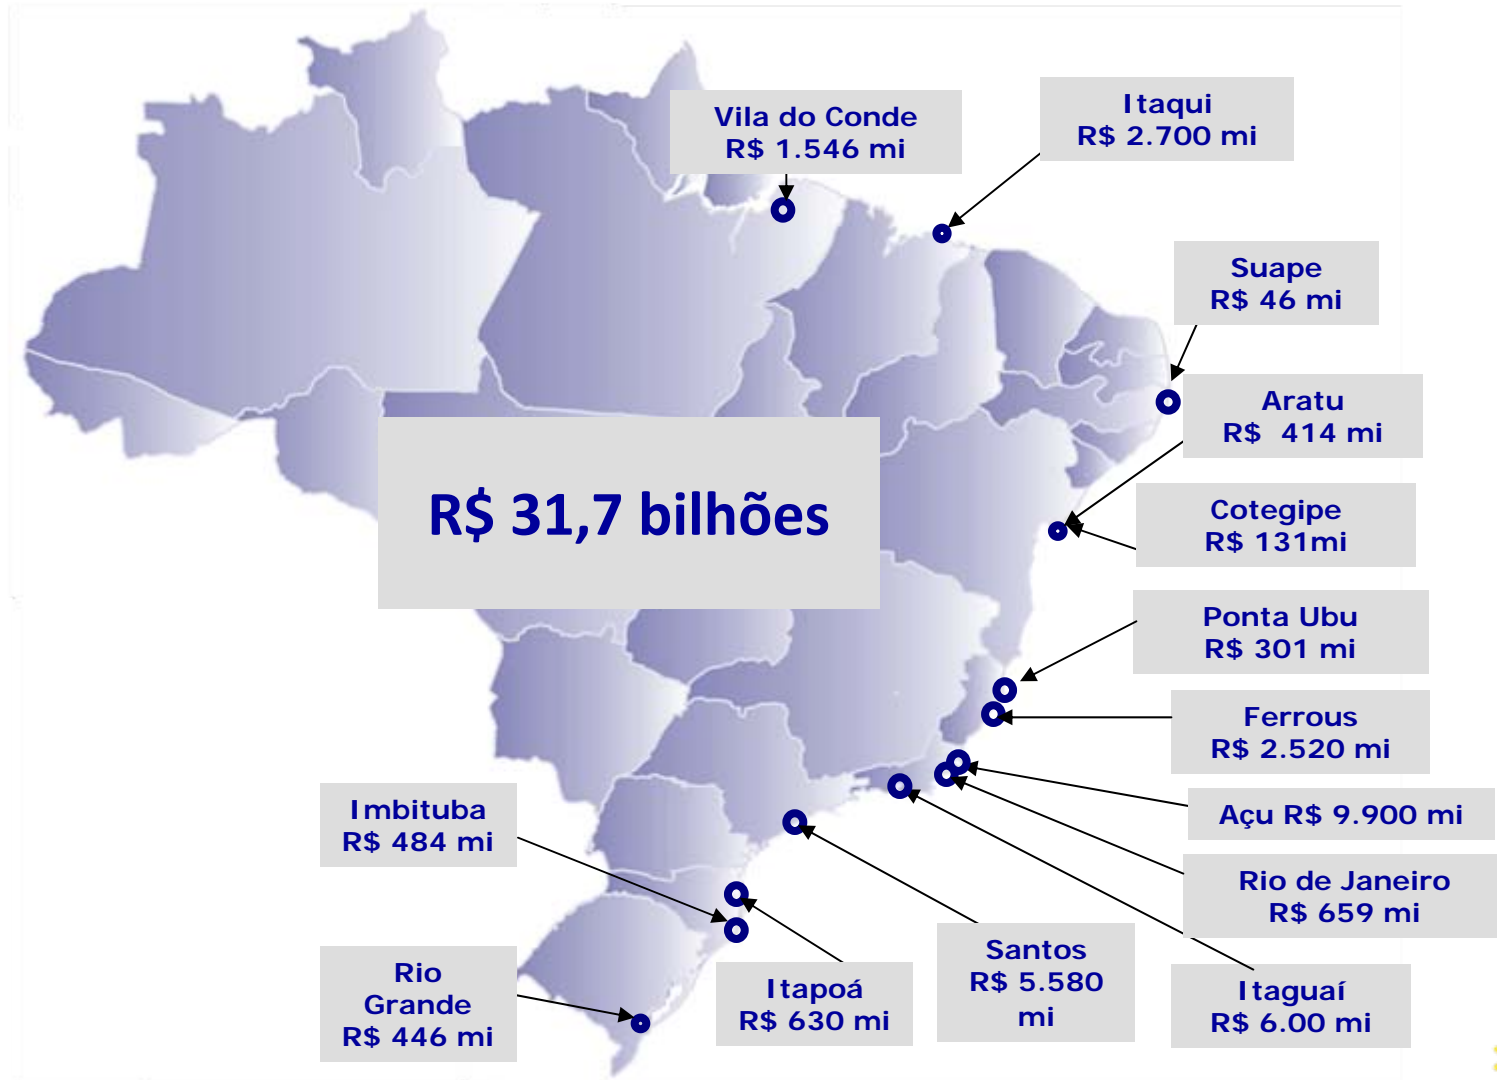 Vila do Conde
R$ 1.546 mi
Itaqui
R$ 2.700 mi
Suape
R$ 46 mi
Aratu
R$  414 mi
R$ 31,7 bilhões
Cotegipe
R$ 131mi
Ponta Ubu
R$ 301 mi
Ferrous
R$ 2.520 mi
Açu R$ 9.900 mi
Imbituba
R$ 484 mi
Rio de Janeiro
R$ 659 mi
Rio
Grande
R$ 446 mi
Itapoá
R$ 630 mi
Santos
R$ 5.580
mi
Itaguaí
R$ 6.00 mi